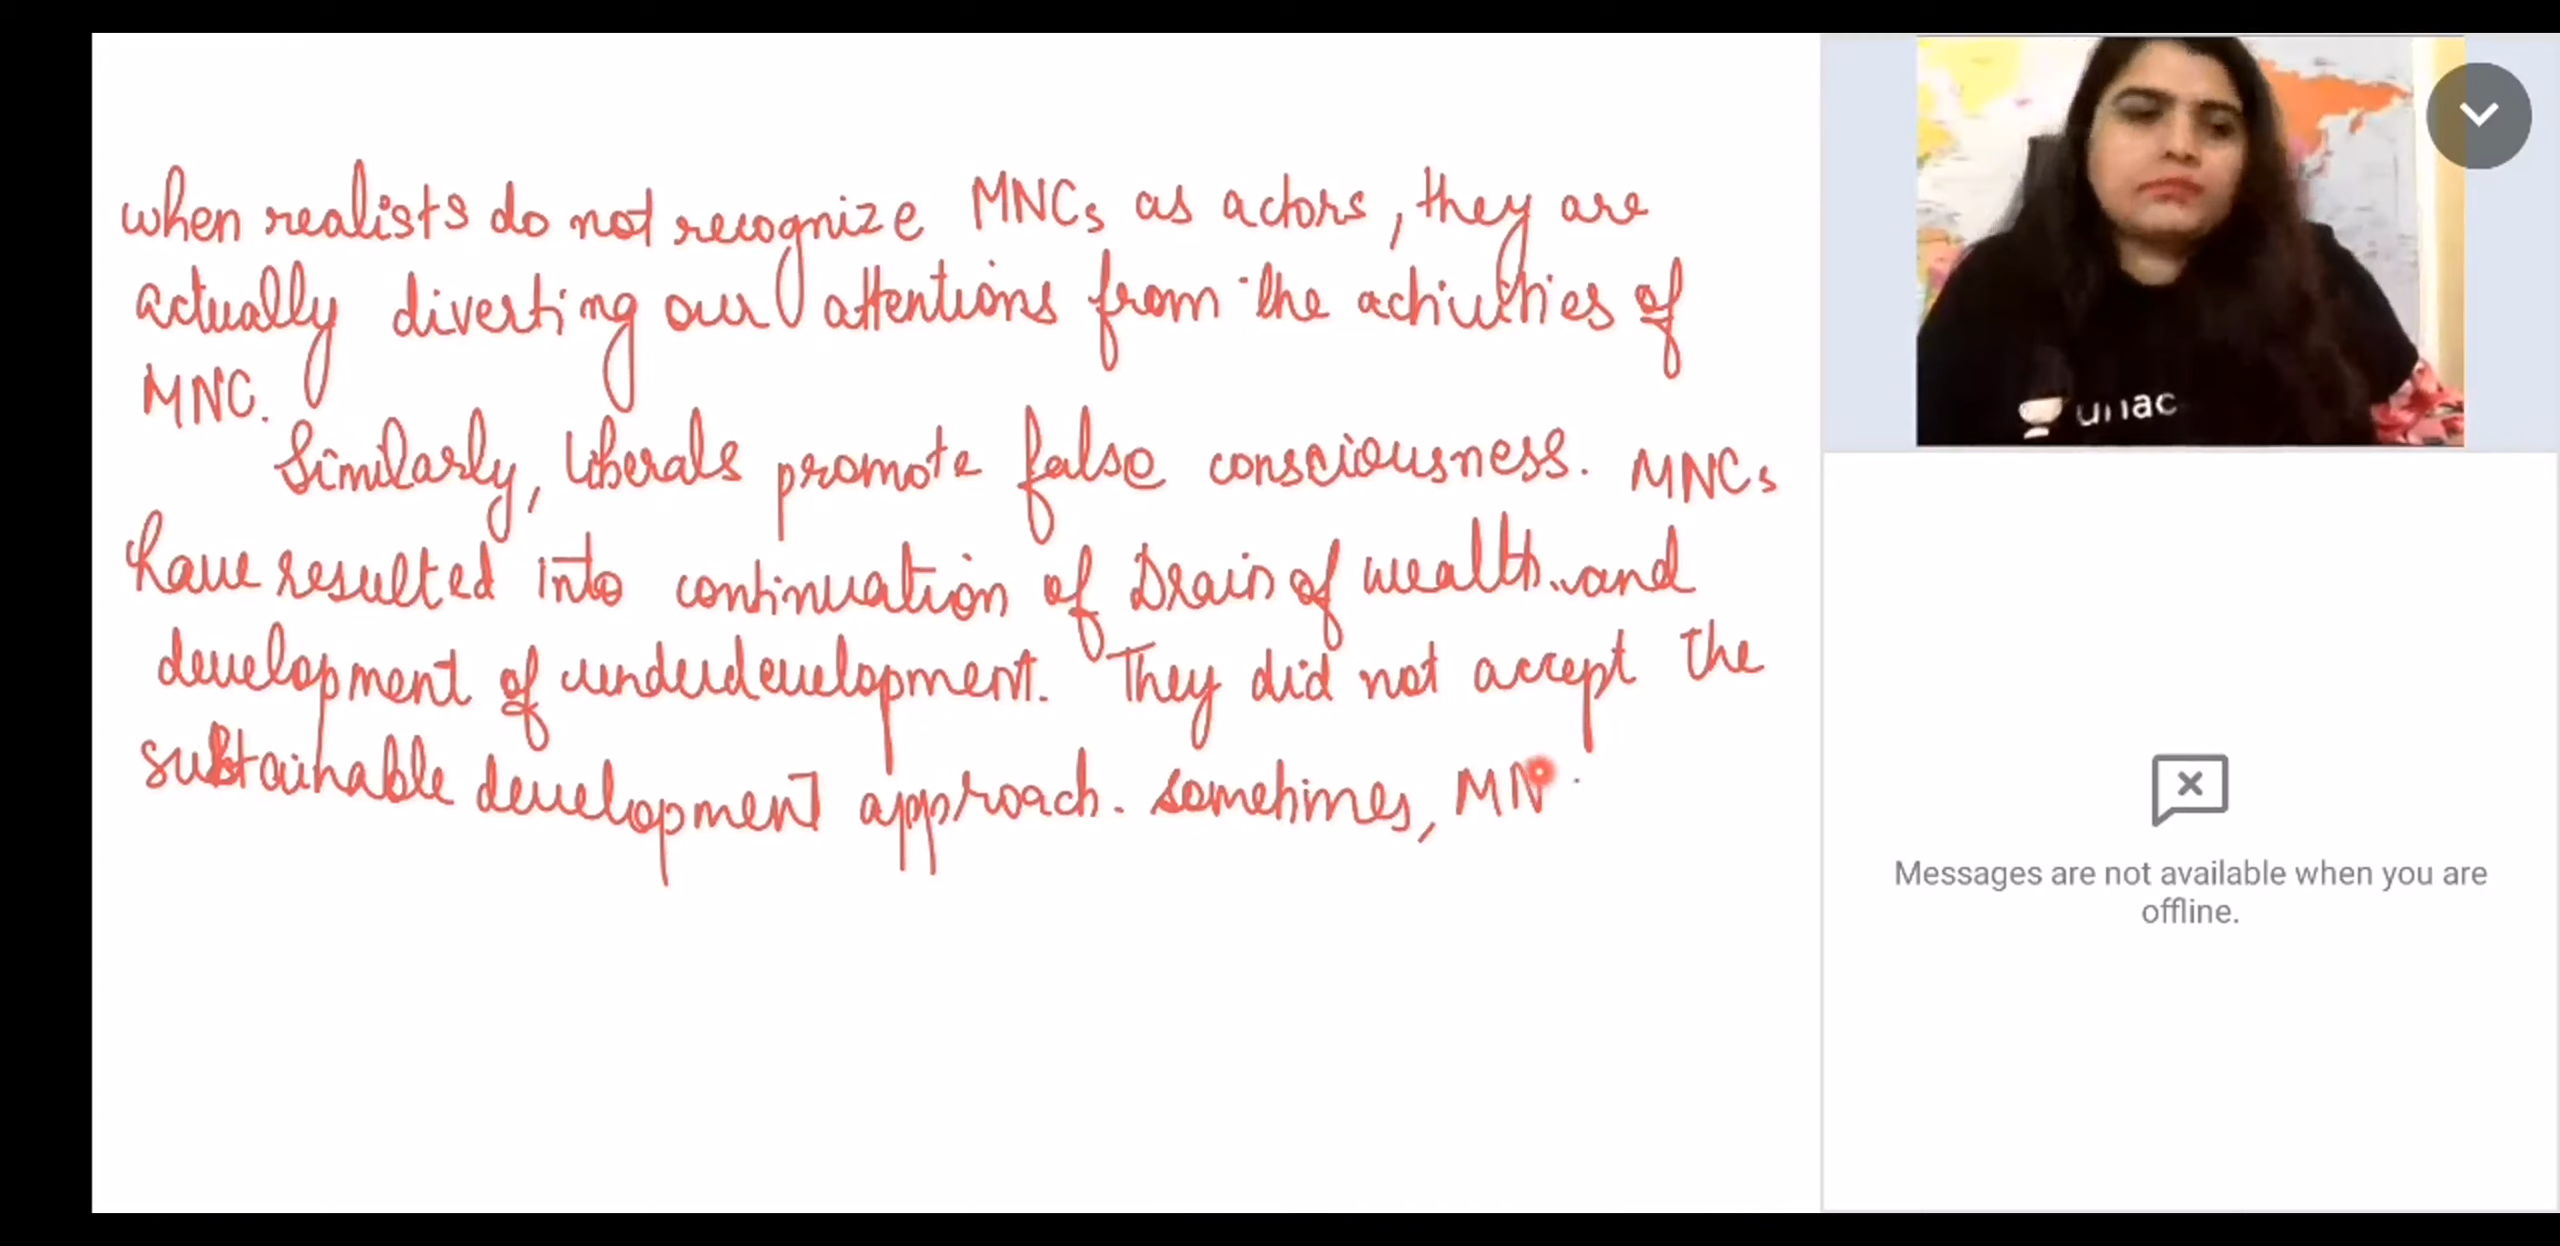 when realists do not recognize MNCs as actors, they are
actually diverting our attentions from the activities of
MNC.
Similarly, liberals promote false consciousness. MNCs
have resulted into continuation of Drain of wealth and
development of underdevelopment. They did not accept the
sustainable development approach. sometimes, MN
unac
Messages are not available when you are
offline.